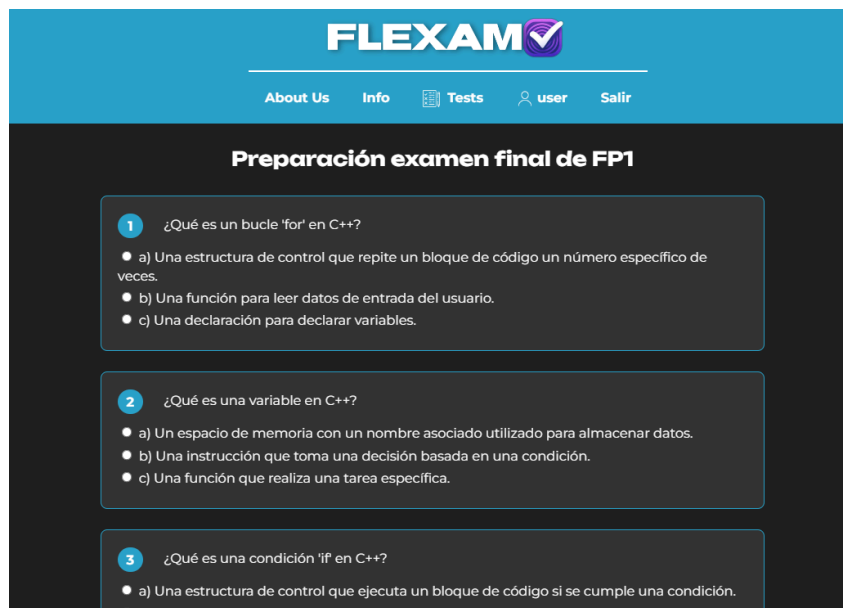 FLEXAM
About Us Info Tests user Salir
Preparación examen final de FP1
1 ¿Qué es un bucle 'for' en C++?
a) Una estructura de control que repite un bloque de código un número específico de
veces.
b) Una función para leer datos de entrada del usuario.
c) Una declaración para declarar variables.
2 ¿Qué es una variable en C++?
a) Un espacio de memoria con un nombre asociado utilizado para almacenar datos.
b) Una instrucción que toma una decisión basada en una condición.
c) Una función que realiza una tarea específica.
3 ¿Qué es una condición 'if' en C++?
a) Una estructura de control que ejecuta un bloque de código si se cumple una condición.